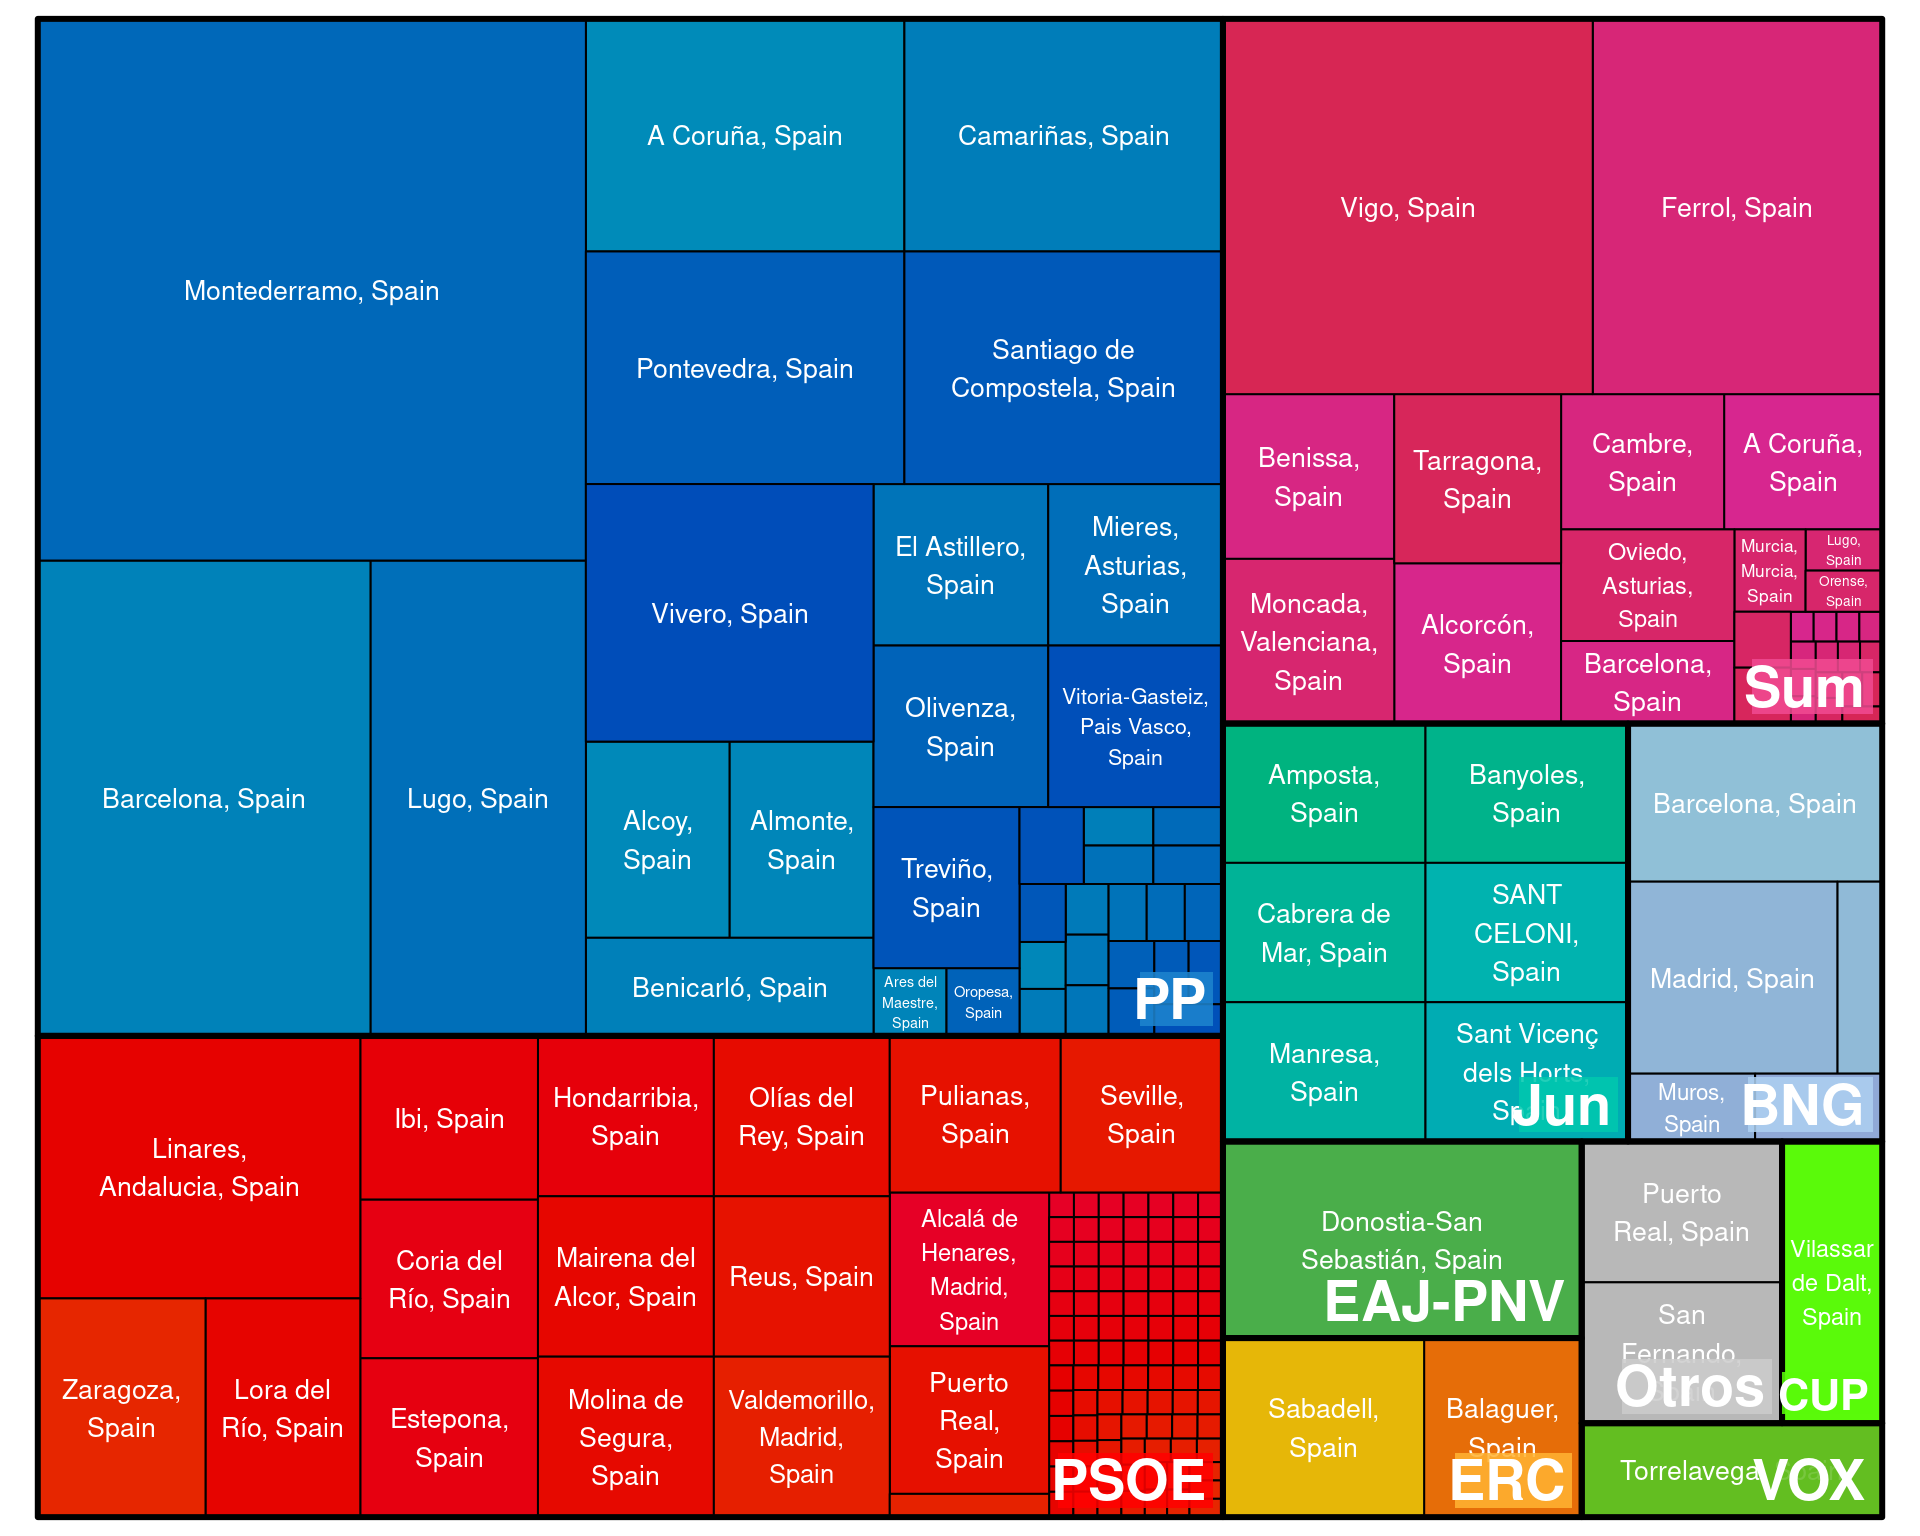 Montederramo, Spain
A Coruña, Spain
Camariñas, Spain
Pontevedra, Spain
Santiago de
Compostela, Spain
Barcelona, Spain
Lugo, Spain
Vivero, Spain
El Astillero,
Spain
Mieres,
Asturias,
Spain
Olivenza,
Spain
Vitoria-Gasteiz,
Pais Vasco,
Spain
Alcoy,
Spain
Almonte,
Spain
Benicarló, Spain
Treviño,
Spain
Ares del
Maestre,
Spain
Oropesa,
Spain
PP
Vigo, Spain
Ferrol, Spain
Benissa,
Spain
Tarragona,
Spain
Cambre,
Spain
A Coruña,
Spain
Moncada,
Valenciana,
Spain
Alcorcón,
Spain
Oviedo,
Asturias,
Spain
Barcelona,
Spain
Murcia,
Murcia,
Spain
Lugo,
Spain
Orense,
Spain
Sum
Amposta,
Spain
Banyoles,
Spain
Cabrera de
Mar, Spain
SANT
CELONI,
Spain
Manresa,
Spain
Sant Vicenç
dels Horts,
Spain
Jun
Barcelona, Spain
Madrid, Spain
Muros,
Spain
BNG
Linares,
Andalucia, Spain
Zaragoza,
Spain
Lora del
Río, Spain
Ibi, Spain
Coria del
Río, Spain
Estepona,
Spain
Hondarribia,
Spain
Mairena del
Alcor, Spain
Molina de
Segura,
Spain
Olías del
Rey, Spain
Reus, Spain
Valdemorillo,
Madrid,
Spain
Pulianas,
Spain
Seville,
Spain
Alcalá de
Henares,
Madrid,
Spain
Puerto
Real,
Spain
PSOE
Donostia-San
Sebastián, Spain
EAJ-PNV
Sabadell,
Spain
Balaguer,
Spain
ERC
Puerto
Real, Spain
San
Fernando,
Otros
Vilassar
de Dalt,
Spain
CUP
Torrelavega
VOX